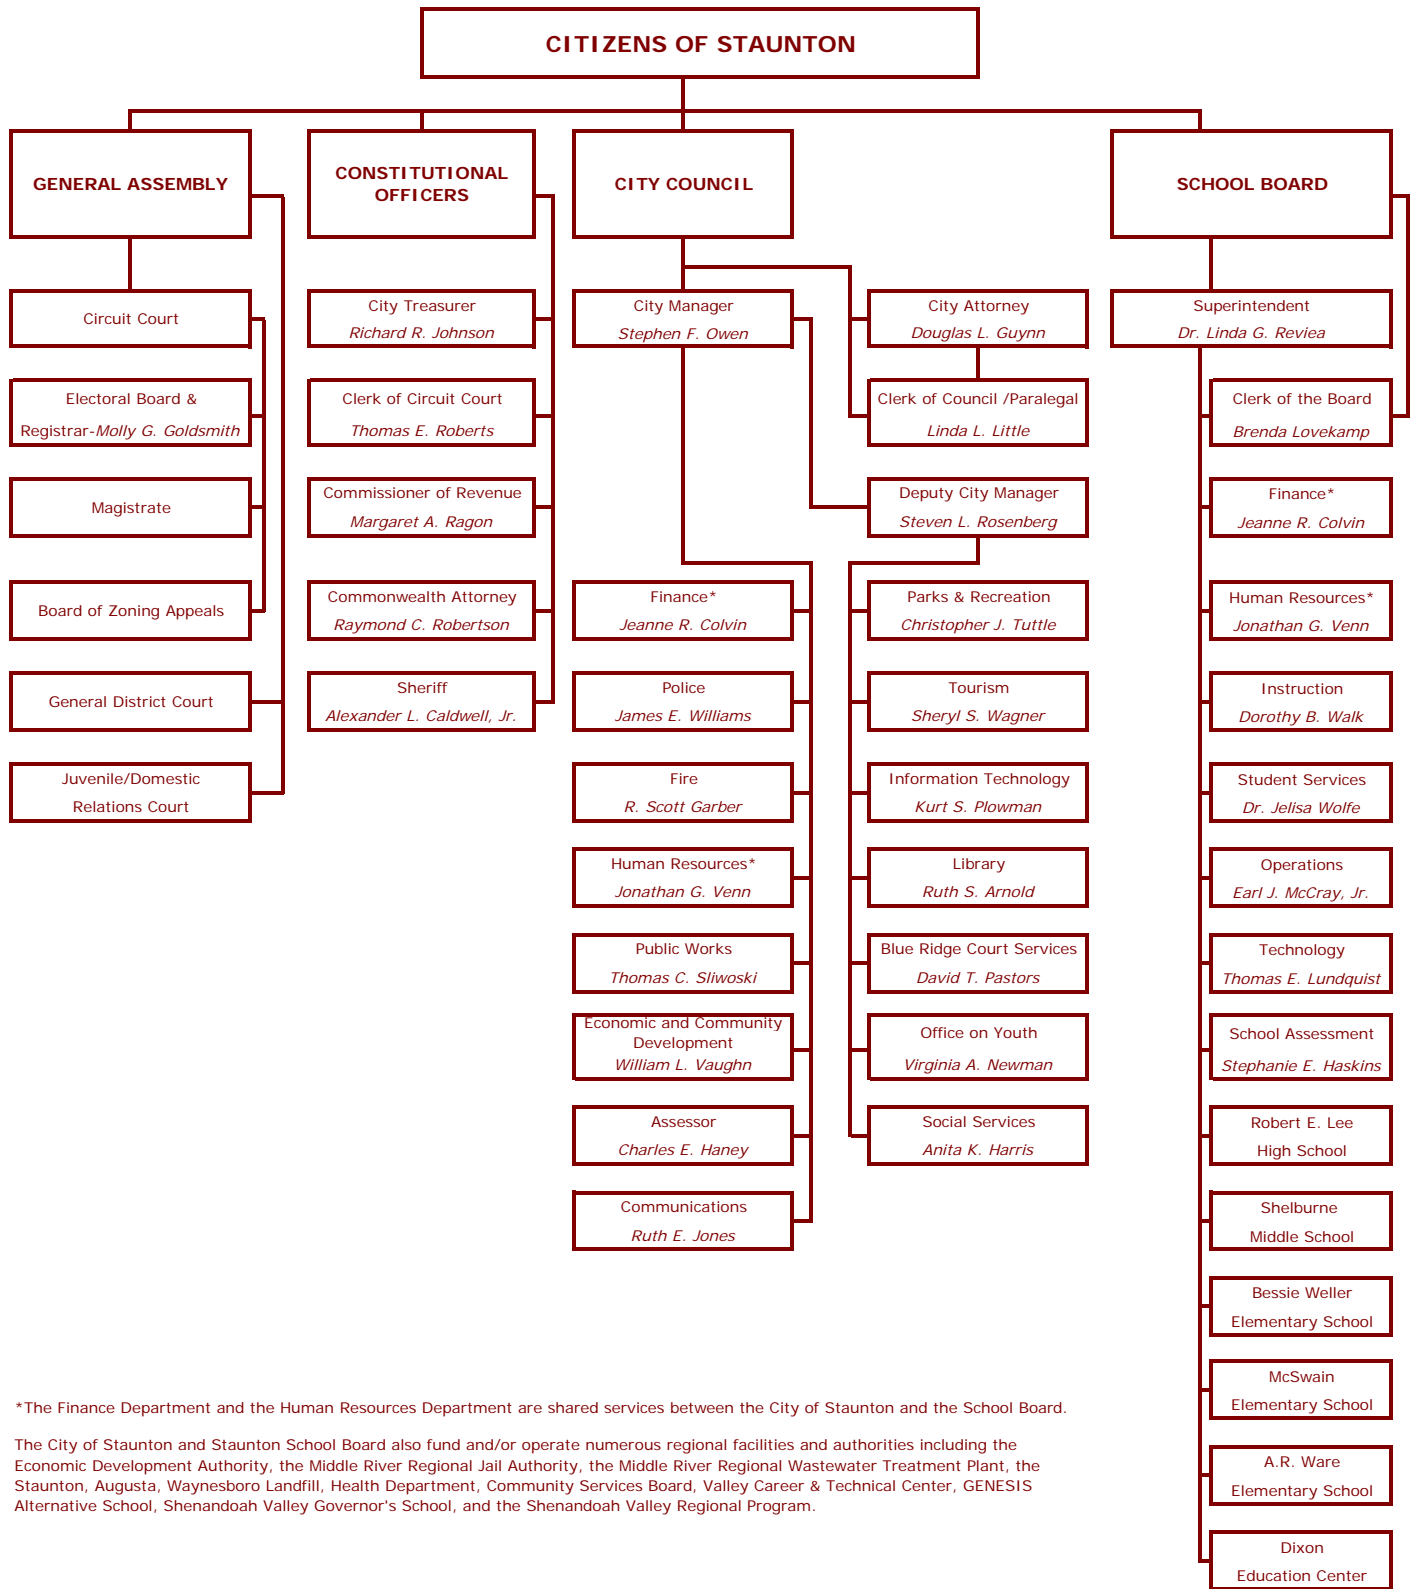 CITIZENS OF STAUNTON
GENERAL ASSEMBLY
CONSTITUTIONAL
OFFICERS
CITY COUNCIL
SCHOOL BOARD
Circuit Court
City Treasurer
Richard R. Johnson
City Manager
Stephen F. Owen
City Attorney
Douglas L. Guynn
Superintendent
Dr. Linda G. Reviea
Electoral Board &
Registrar-Molly G. Goldsmith
Clerk of Circuit Court
Thomas E. Roberts
Clerk of Council /Paralegal
Linda L. Little
Clerk of the Board
Brenda Lovekamp
Magistrate
Commissioner of Revenue
Margaret A. Ragon
Deputy City Manager
Steven L. Rosenberg
Finance*
Jeanne R. Colvin
Board of Zoning Appeals
Commonwealth Attorney
Raymond C. Robertson
Finance*
Jeanne R. Colvin
Parks & Recreation
Christopher J. Tuttle
Human Resources*
Jonathan G. Venn
General District Court
Sheriff
Alexander L. Caldwell, Jr.
Police
James E. Williams
Tourism
Sheryl S. Wagner
Instruction
Dorothy B. Walk
Juvenile/Domestic
Relations Court
Fire
R. Scott Garber
Information Technology
Kurt S. Plowman
Student Services
Dr. Jelisa Wolfe
Human Resources*
Jonathan G. Venn
Library
Ruth S. Arnold
Operations
Earl J. McCray, Jr.
Public Works
Thomas C. Sliwoski
Blue Ridge Court Services
David T. Pastors
Technology
Thomas E. Lundquist
Economic and Community
Development
William L. Vaughn
Office on Youth
Virginia A. Newman
School Assessment
Stephanie E. Haskins
Assessor
Charles E. Haney
Social Services
Anita K. Harris
Robert E. Lee
High School
Communications
Ruth E. Jones
Shelburne
Middle School
Bessie Weller
Elementary School
McSwain
Elementary School
A.R. Ware
Elementary School
Dixon
Education Center
*The Finance Department and the Human Resources Department are shared services between the City of Staunton and the School Board.
The City of Staunton and Staunton School Board also fund and/or operate numerous regional facilities and authorities including the
Economic Development Authority, the Middle River Regional Jail Authority, the Middle River Regional Wastewater Treatment Plant, the
Staunton, Augusta, Waynesboro Landfill, Health Department, Community Services Board, Valley Career & Technical Center, GENESIS
Alternative School, Shenandoah Valley Governor's School, and the Shenandoah Valley Regional Program.